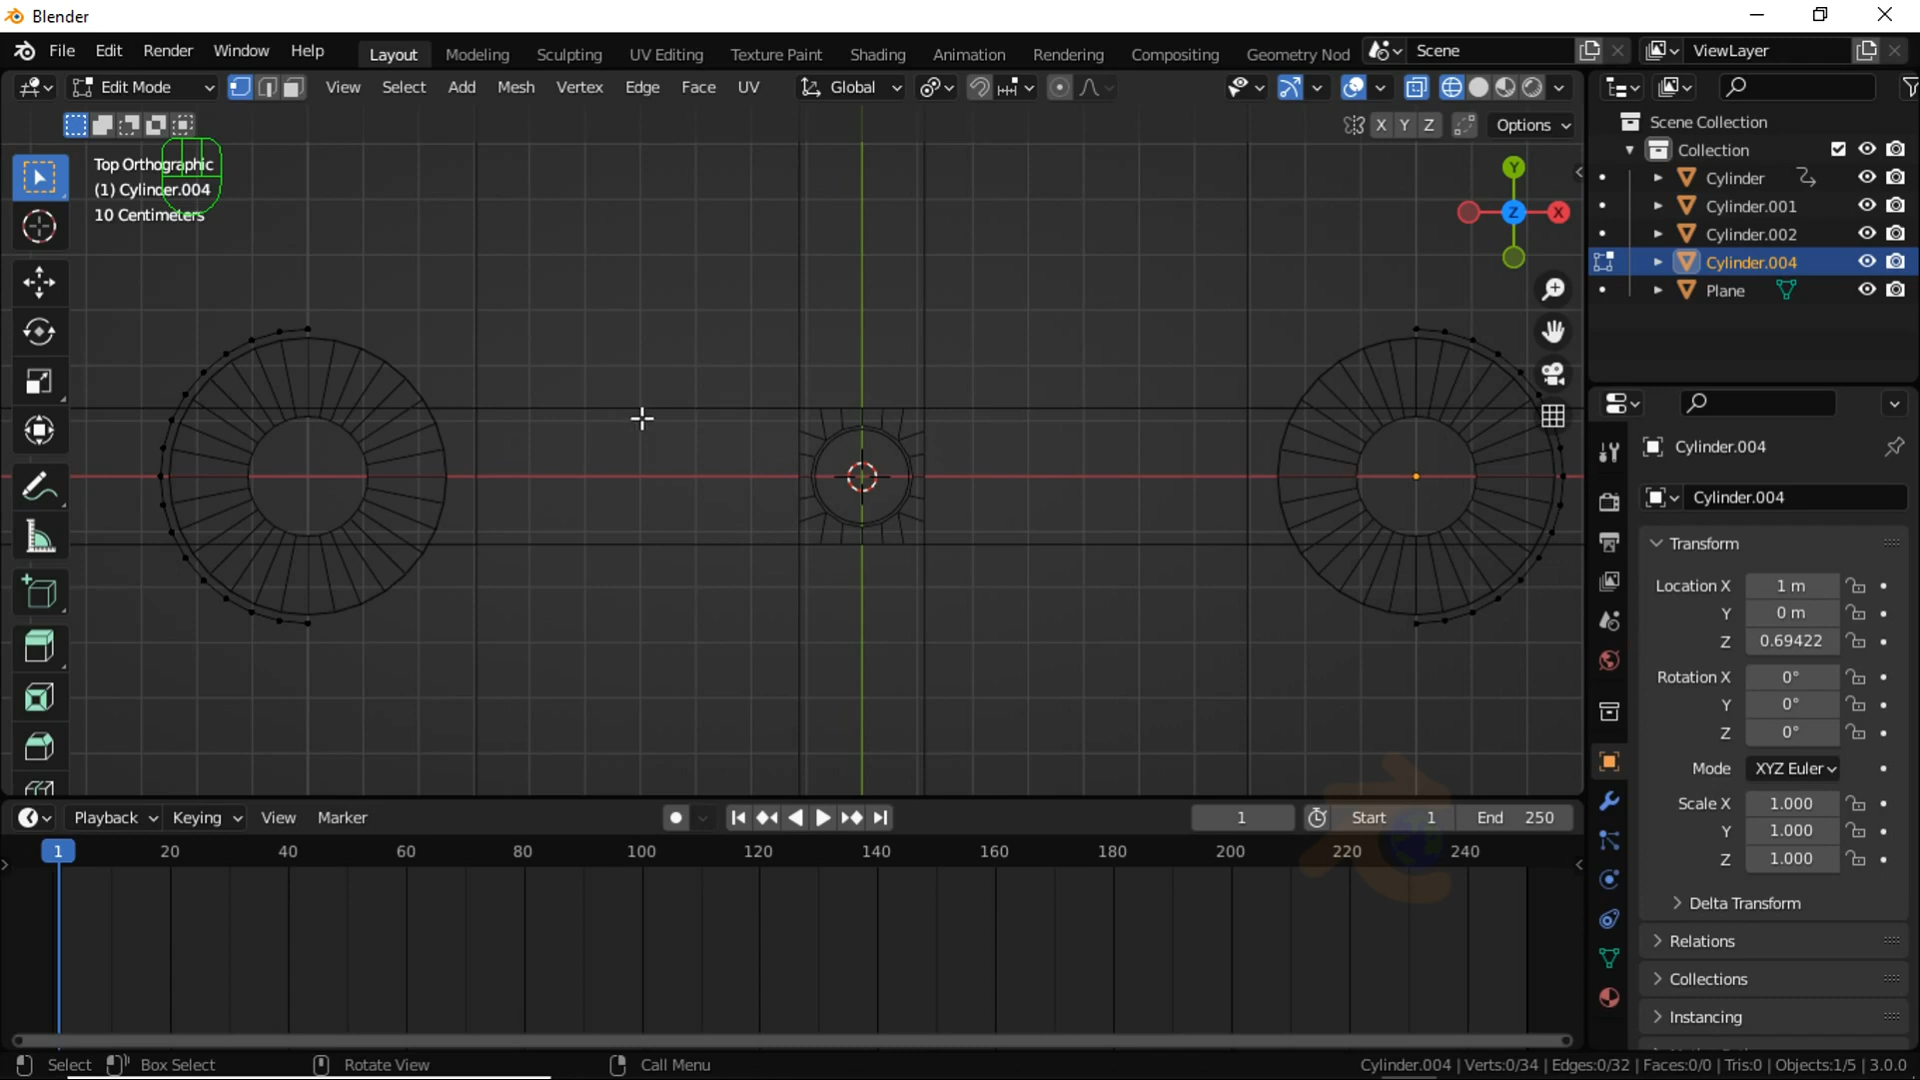 Blender
File Edit Render Window Help Layout Modeling Sculpting UV Editing Texture Paint Shading Animation Rendering Compositing Geometry Nod Scene ViewLayer
Edit Mode View Select Add Mesh Vertex Edge Face UV Global
X Y Z Options
Top Orthographic
(1) Cylinder.004
10 Centimeters
Y
Z X
Scene Collection
Collection
Cylinder
Cylinder.001
Cylinder.002
Cylinder.004
Plane
Cylinder.004
Cylinder.004
Transform
Location X 1 m
Y 0 m
Z 0.69422
Rotation X 0°
Y 0°
Z 0°
Mode XYZ Euler
Scale X 1.000
Y 1.000
Z 1.000
Delta Transform
Relations
Collections
Instancing
Playback Keying View Marker 1 Start 1 End 250
1 20 40 60 80 100 120 140 160 180 200 220 240
Select Box Select Rotate View Call Menu Cylinder.004 | Verts:0/34 | Edges:0/32 | Faces:0/0 | Tris:0 | Objects:1/5 | 3.0.0